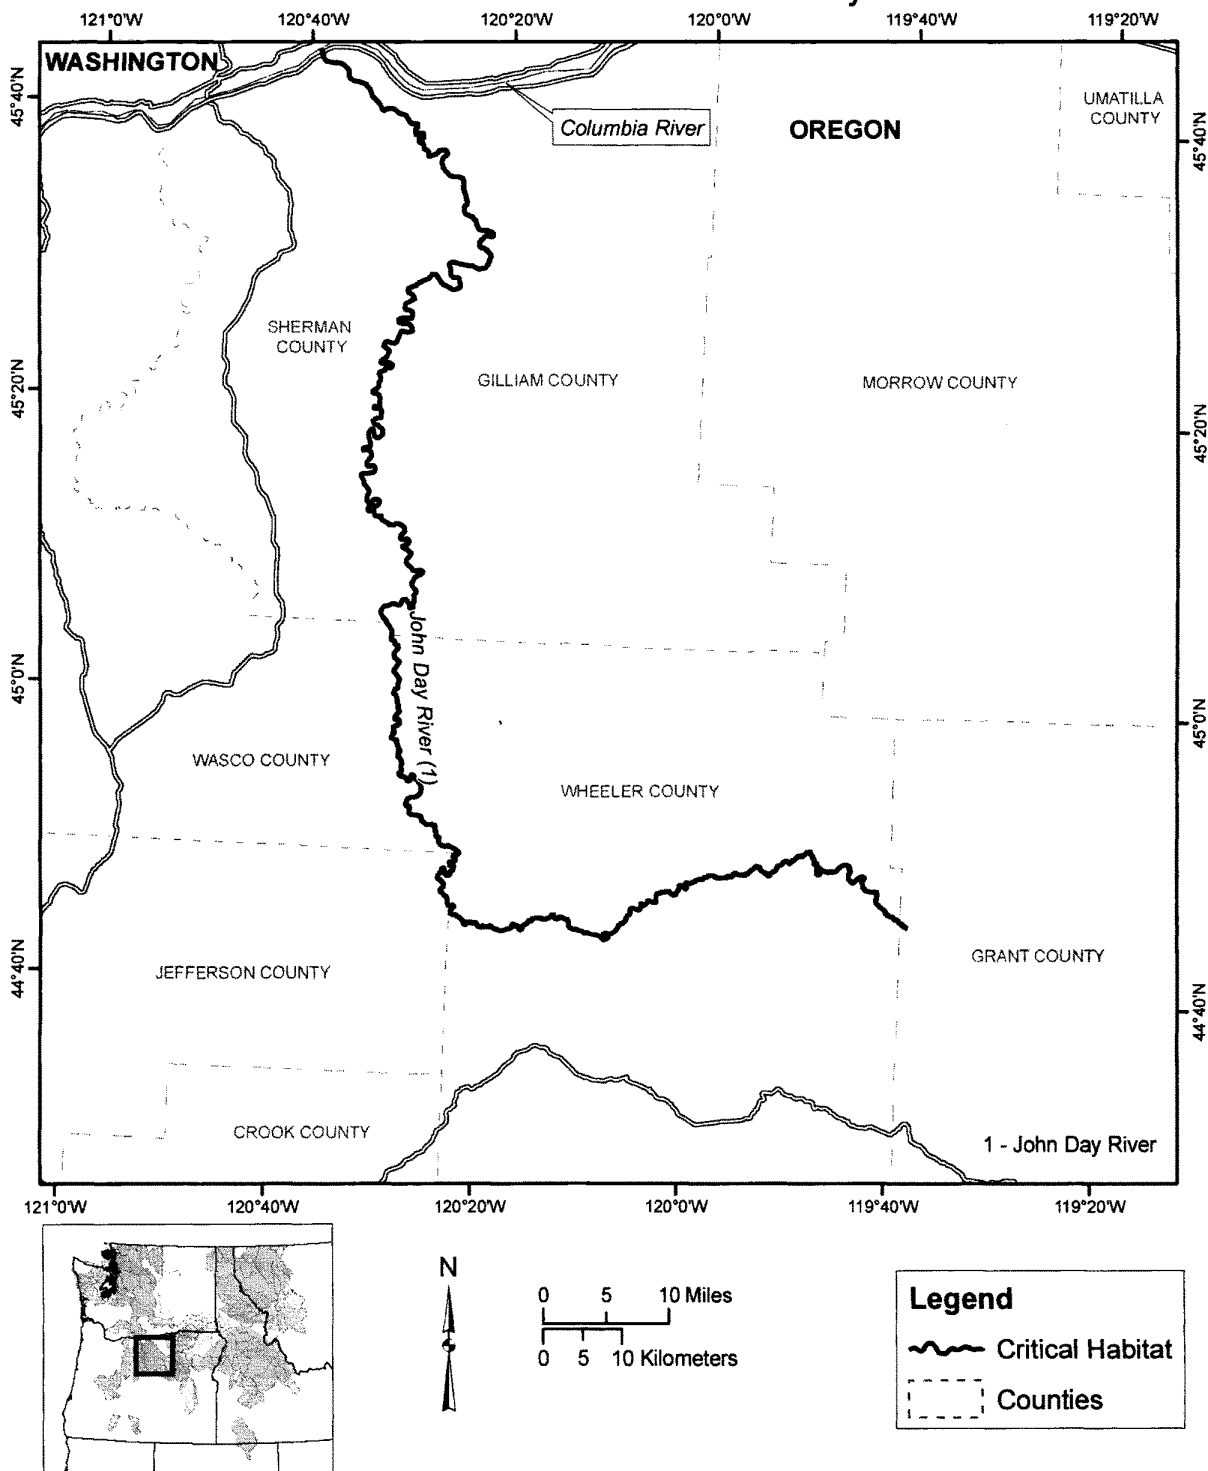 121°0'W 120°40'W 120°20'W 120°0'W 119°40'W 119°20'W
WASHINGTON
45°40'N
Columbia River
OREGON
UMATILLA
COUNTY
45°40'N
SHERMAN
COUNTY
45°20'N
GILLIAM COUNTY
MORROW COUNTY
45°20'N
John Day River (1)
45°0'N
45°0'N
WASCO COUNTY
WHEELER COUNTY
44°40'N
JEFFERSON COUNTY
GRANT COUNTY
44°40'N
CROOK COUNTY
1 - John Day River
121°0'W 120°40'W 120°20'W 120°0'W 119°40'W 119°20'W
N
0 5 10 Miles
0 5 10 Kilometers
Legend
Critical Habitat
Counties